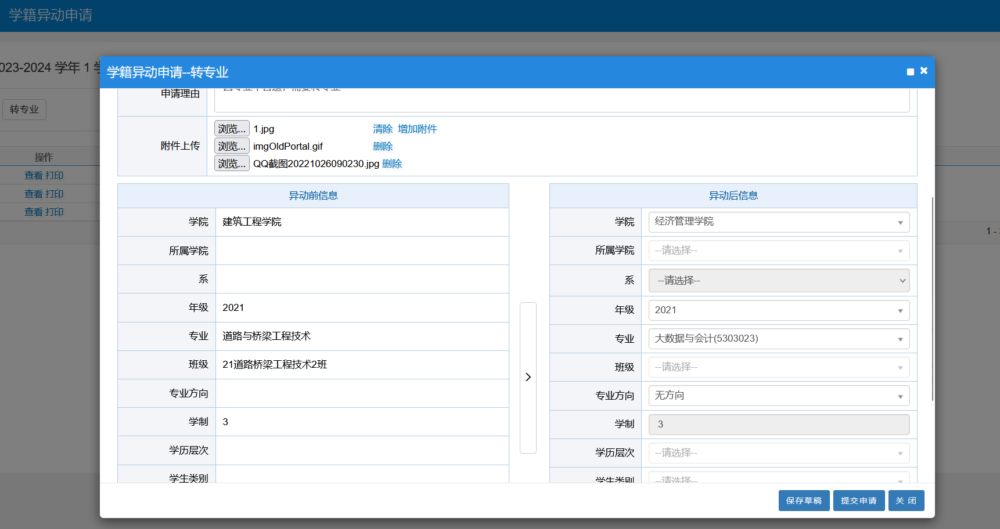 学籍异动申请
023-2024 学年 1 学
转专业
操作
查看 打印
查看 打印
查看 打印
1 -
学籍异动申请--转专业
申请理由
因专业不合适，需要转专业
附件上传
浏览... 1.jpg 清除 增加附件
浏览... imgOldPortal.gif 删除
浏览... QQ截图20221026090230.jpg 删除
异动前信息
学院 建筑工程学院
所属学院
系
年级 2021
专业 道路与桥梁工程技术
班级 21道路桥梁工程技术2班
专业方向
学制 3
学历层次
学生类别
异动后信息
学院 经济管理学院
所属学院 --请选择--
系 --请选择--
年级 2021
专业 大数据与会计(5303023)
班级 --请选择--
专业方向 无方向
学制 3
学历层次 --请选择--
学生类别 --请选择--
保存草稿 提交申请 关 闭